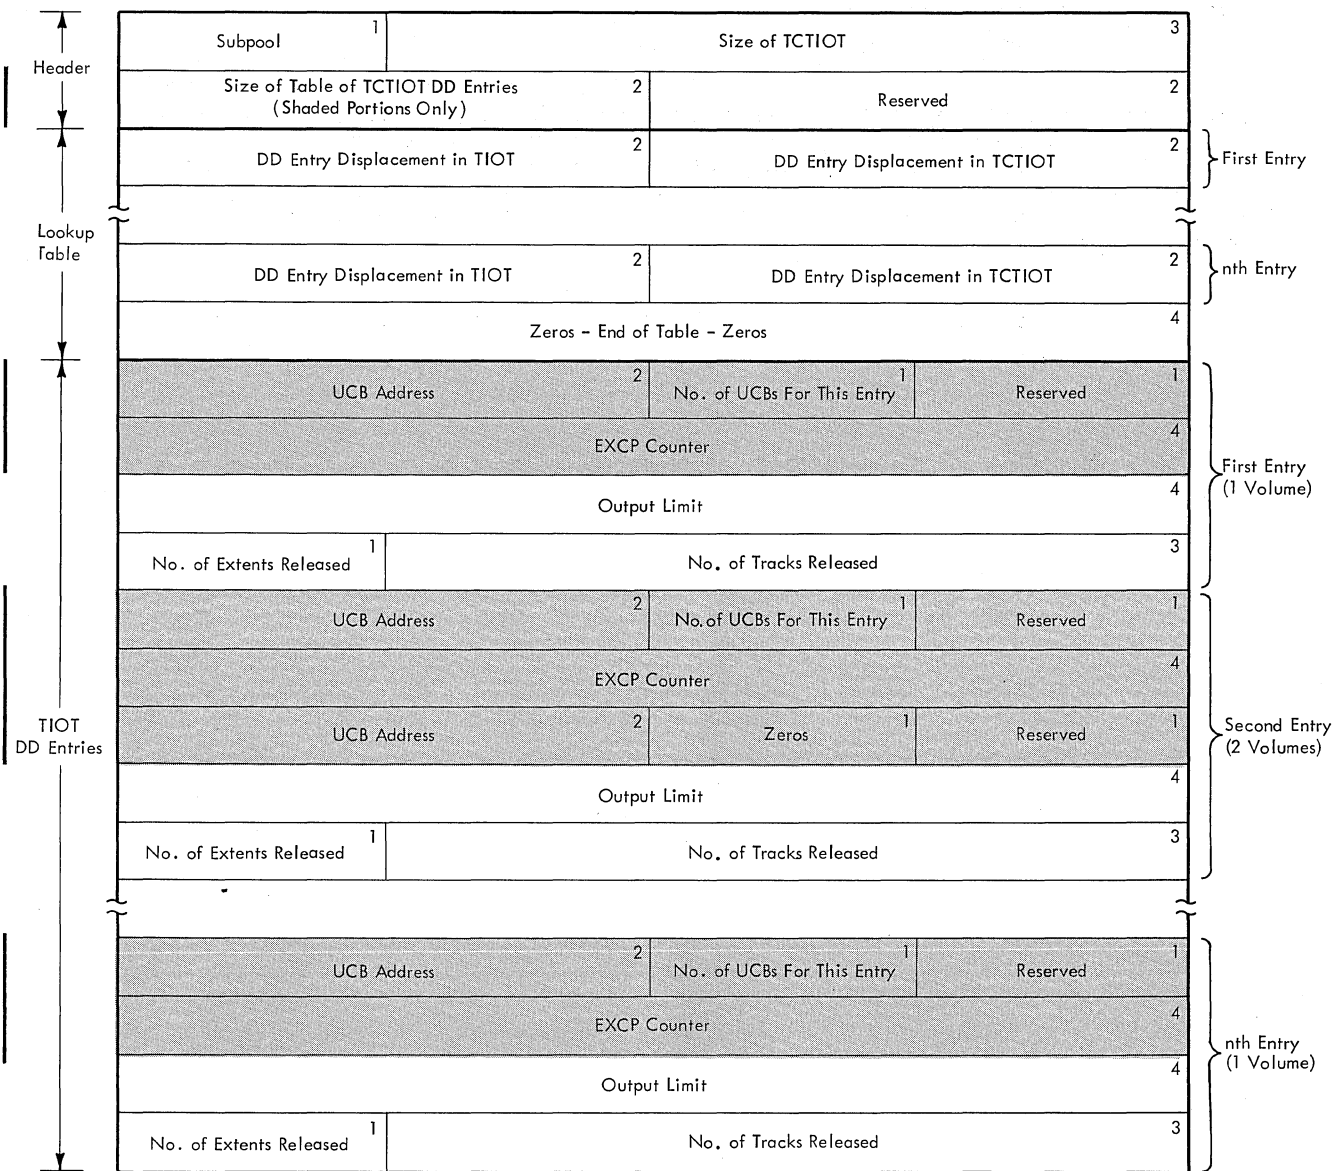 Subpool 1 Size of TCTIOT 3
Header
Size of Table of TCTIOT DD Entries 2 Reserved 2
(Shaded Portions Only)
DD Entry Displacement in TIOT 2 DD Entry Displacement in TCTIOT 2 First Entry
Lookup
Table
DD Entry Displacement in TIOT 2 DD Entry Displacement in TCTIOT 2 nth Entry
Zeros - End of Table - Zeros 4
UCB Address 2 No. of UCBs For This Entry 1 Reserved 1
EXCP Counter 4
First Entry
(1 Volume)
Output Limit 4
No. of Extents Released 1 No. of Tracks Released 3
UCB Address 2 No. of UCBs For This Entry 1 Reserved 1
EXCP Counter 4
TIOT
DD Entries
UCB Address 2 Zeros 1 Reserved 1
Second Entry
(2 Volumes)
Output Limit 4
No. of Extents Released 1 No. of Tracks Released 3
UCB Address 2 No. of UCBs For This Entry 1 Reserved 1
EXCP Counter 4
nth Entry
(1 Volume)
Output Limit 4
No. of Extents Released 1 No. of Tracks Released 3